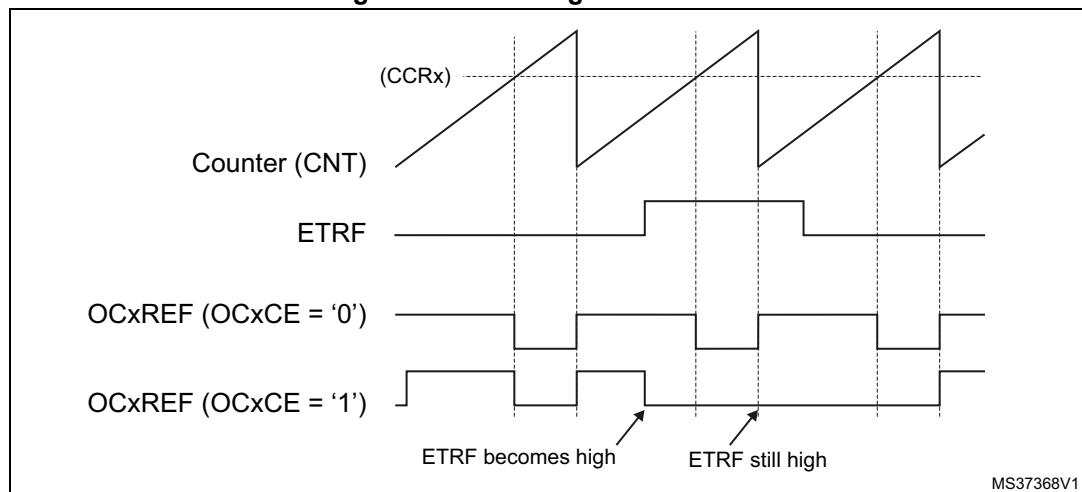 (CCRx)
Counter (CNT)
ETRF
OCxREF (OCxCE = ‘0’)
OCxREF (OCxCE = ‘1’)
ETRF becomes high
ETRF still high
MS37368V1